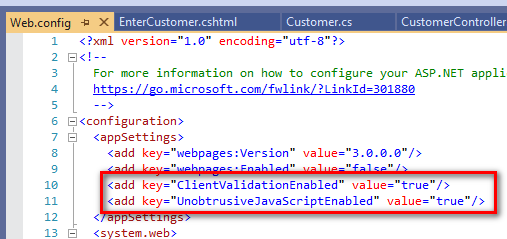 Web.config EnterCustomer.cshtml Customer.cs CustomerController
1 <?xml version="1.0" encoding="utf-8"?>
2 <!--
3 For more information on how to configure your ASP.NET appli
4 https://go.microsoft.com/fwlink/?LinkId=301880
5 -->
6 <configuration>
7 <appSettings>
8 <add key="webpages:Version" value="3.0.0.0"/>
9 <add key="webpages:Enabled" value="false"/>
10 <add key="ClientValidationEnabled" value="true"/>
11 <add key="UnobtrusiveJavaScriptEnabled" value="true"/>
12 </appSettings>
13 <system.web>